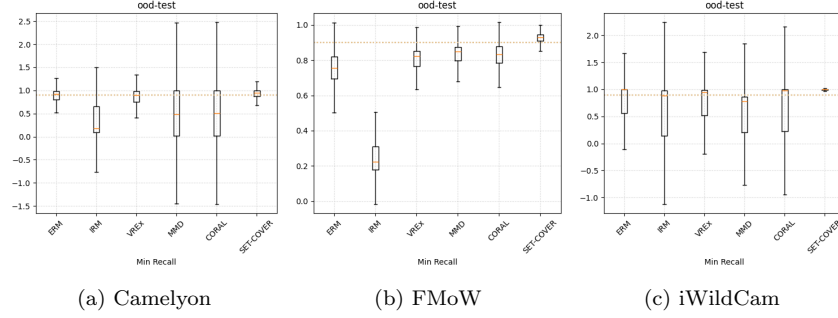 ood-test
2.5
2.0
1.5
1.0
0.5
0.0
−0.5
−1.0
−1.5
ERM
IRM
VREx
MMD
CORAL
SET-COVER
Min Recall
(a) Camelyon
ood-test
1.0
0.8
0.6
0.4
0.2
0.0
ERM
IRM
VREx
MMD
CORAL
SET-COVER
Min Recall
(b) FMoW
ood-test
2.0
1.5
1.0
0.5
0.0
−0.5
−1.0
ERM
IRM
VREx
MMD
CORAL
SET-COVER
Min Recall
(c) iWildCam